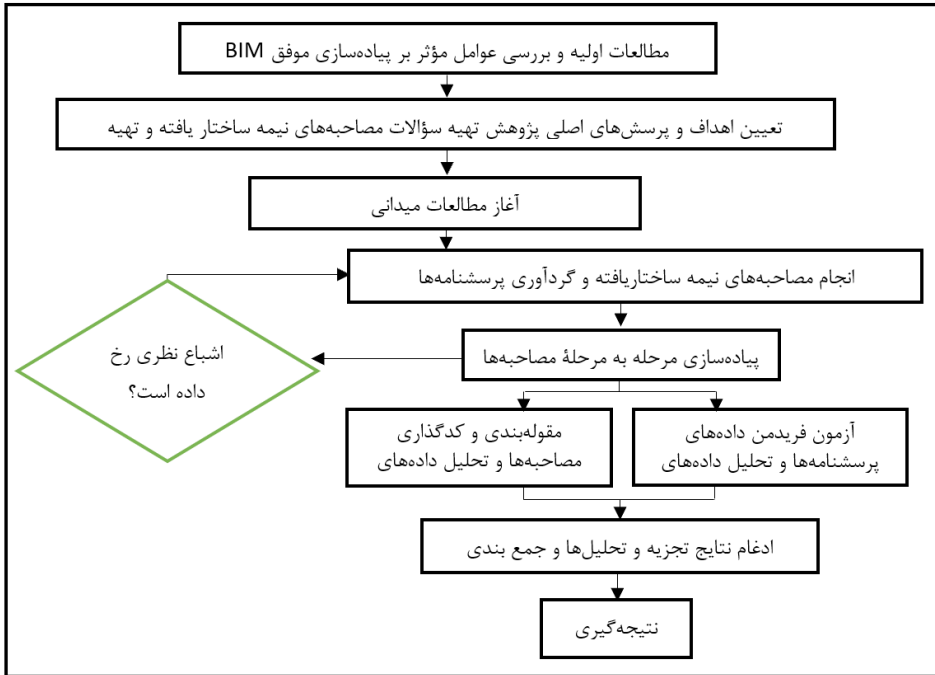 مطالعات اولیه و بررسی عوامل مؤثر بر پیاده‌سازی موفق BIM
تعیین اهداف و پرسش‌های اصلی پژوهش تهیه سؤالات مصاحبه‌های نیمه ساختار یافته و تهیه
آغاز مطالعات میدانی
انجام مصاحبه‌های نیمه ساختاریافته و گردآوری پرسشنامه‌ها
پیاده‌سازی مرحله به مرحلهٔ مصاحبه‌ها
اشباع نظری رخ
داده است؟
آزمون فریدمن داده‌های
پرسشنامه‌ها و تحلیل داده‌های
مقوله‌بندی و کدگذاری
مصاحبه‌ها و تحلیل داده‌های
ادغام نتایج تجزیه و تحلیل‌ها و جمع بندی
نتیجه‌گیری